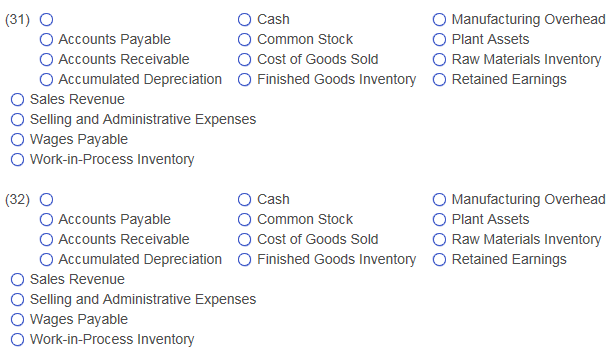 (31) Cash Manufacturing Overhead
Accounts Payable Common Stock Plant Assets
Accounts Receivable Cost of Goods Sold Raw Materials Inventory
Accumulated Depreciation Finished Goods Inventory Retained Earnings
Sales Revenue
Selling and Administrative Expenses
Wages Payable
Work-in-Process Inventory
(32) Cash Manufacturing Overhead
Accounts Payable Common Stock Plant Assets
Accounts Receivable Cost of Goods Sold Raw Materials Inventory
Accumulated Depreciation Finished Goods Inventory Retained Earnings
Sales Revenue
Selling and Administrative Expenses
Wages Payable
Work-in-Process Inventory